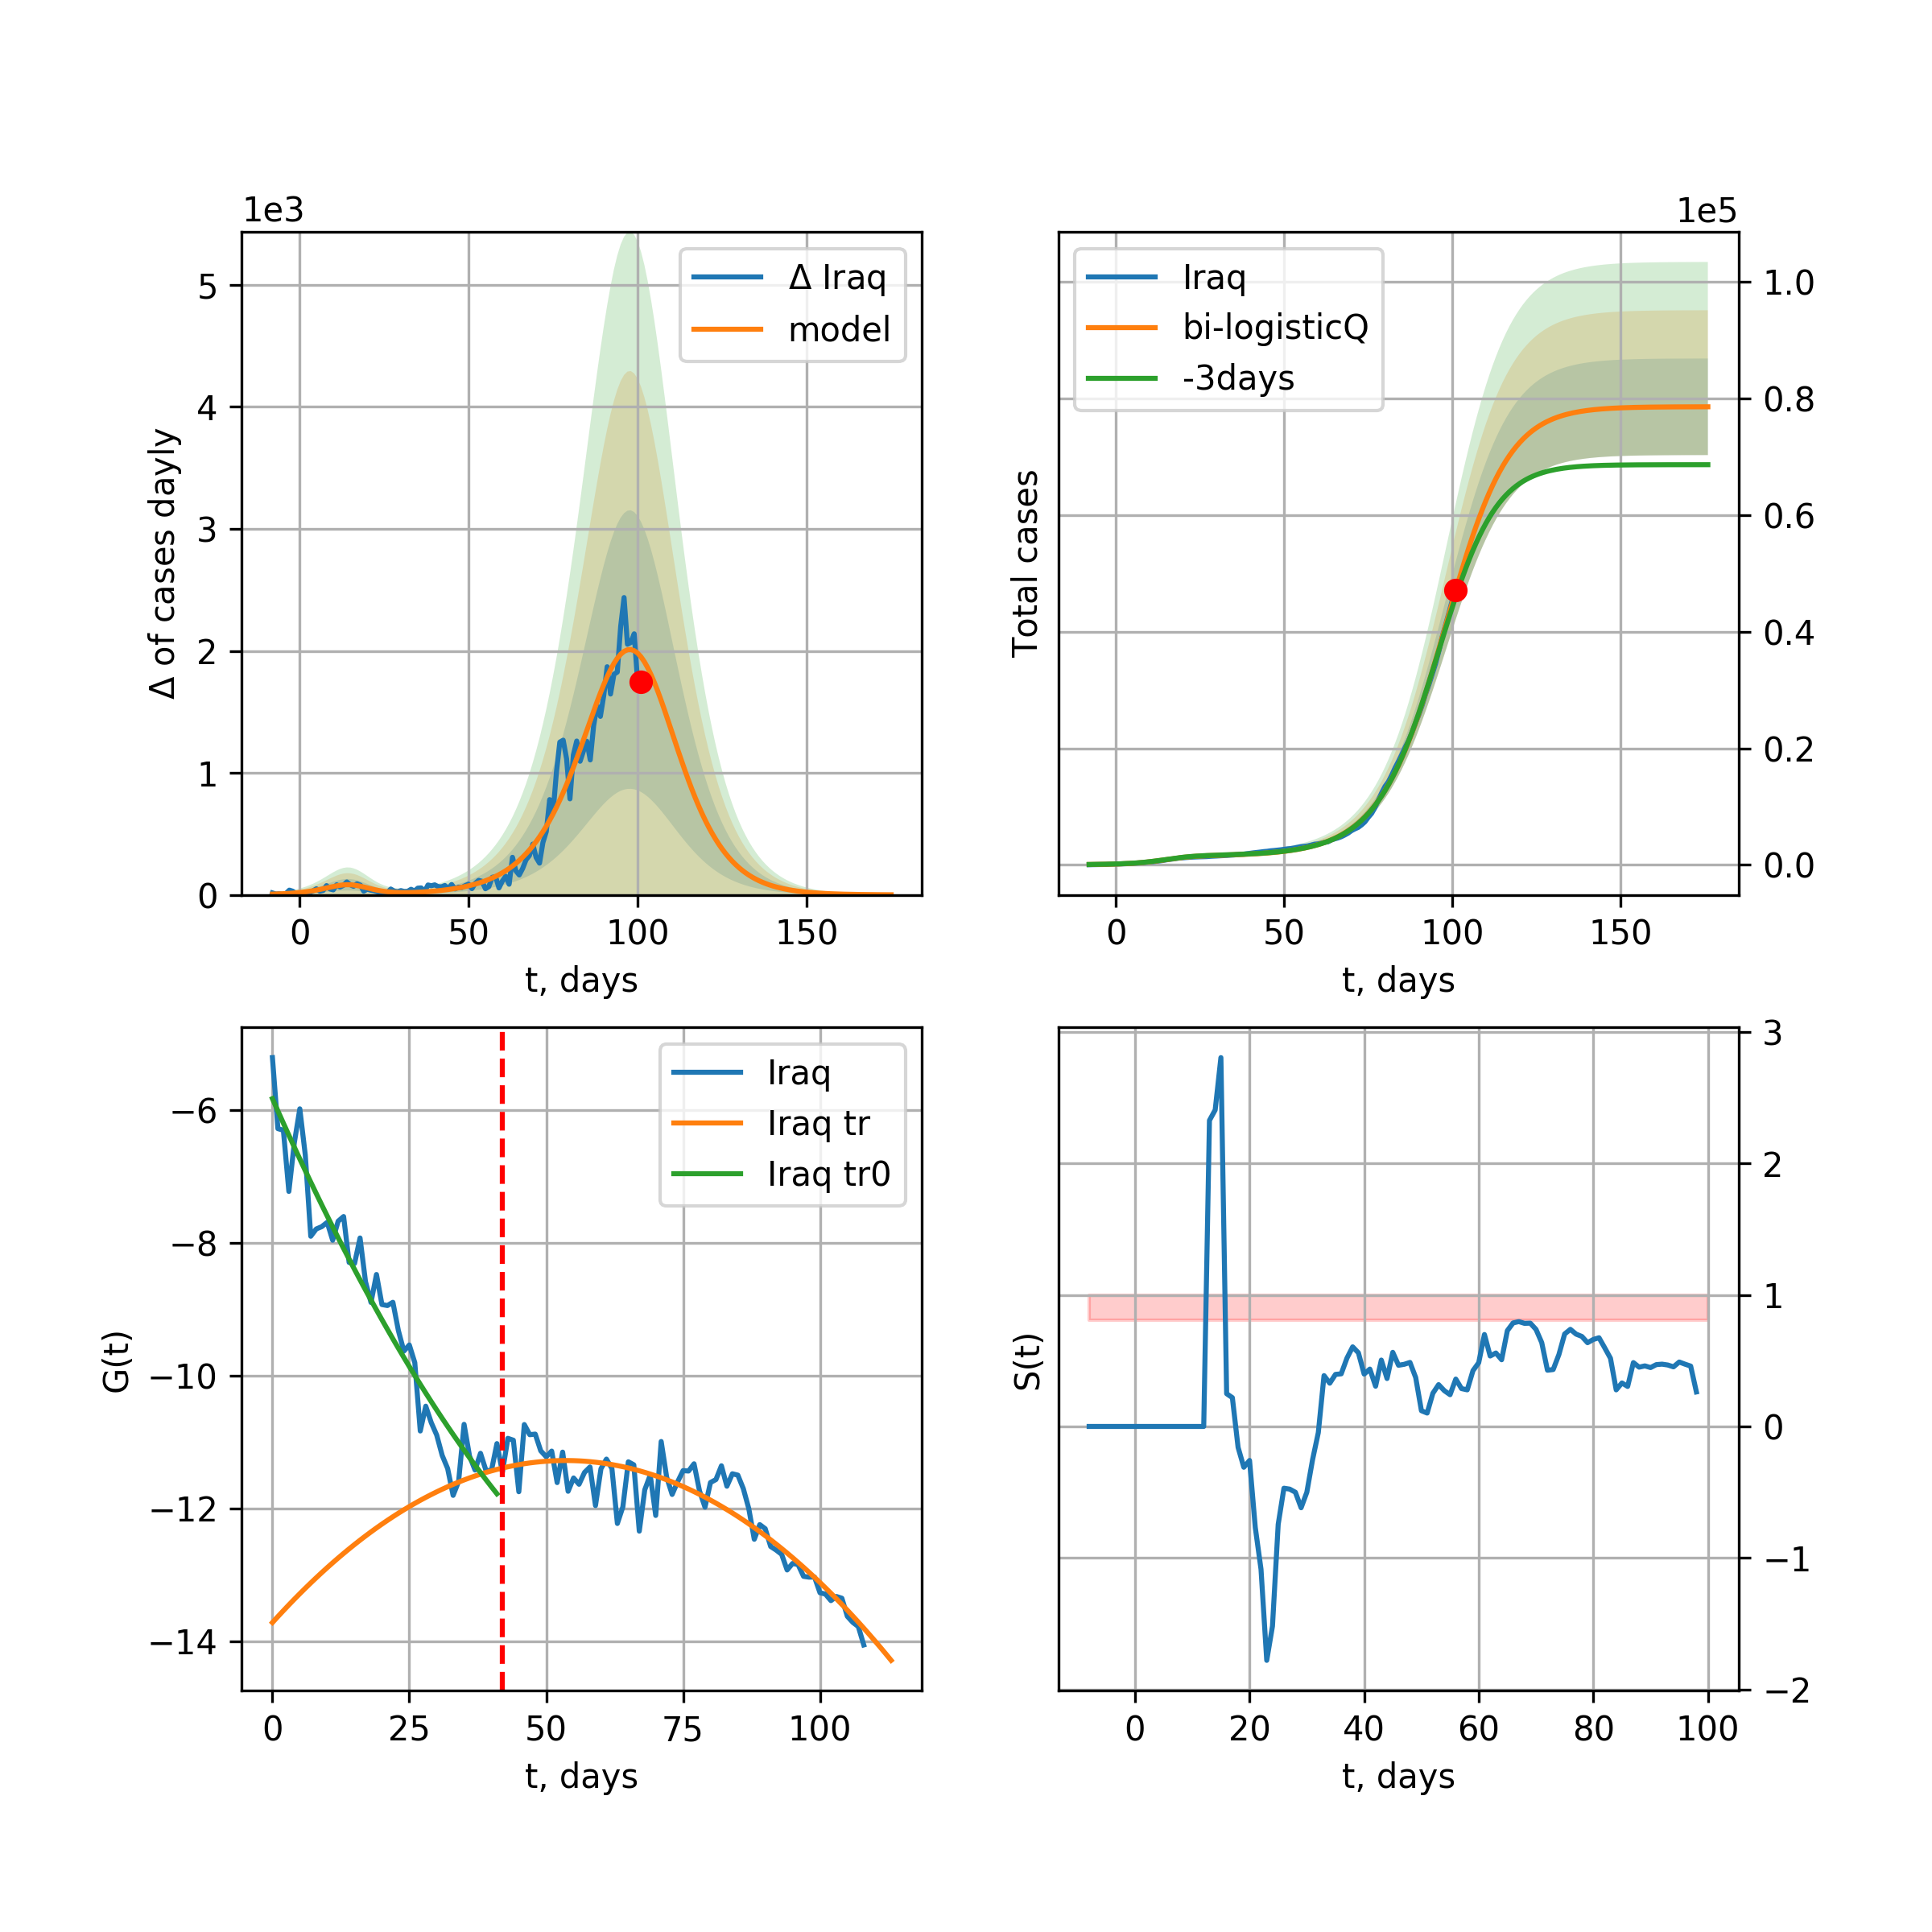 1e3
Δ of cases dayly
5
4
3
2
1
0
0 50 100 150
t, days
Δ Iraq
model
1e5
Total cases
1.0
0.8
0.6
0.4
0.2
0.0
0 50 100 150
t, days
Iraq
bi-logisticQ
-3days
G(t)
−6
−8
−10
−12
−14
0 25 50 75 100
t, days
Iraq
Iraq tr
Iraq tr0
S(t)
3
2
1
0
−1
−2
0 20 40 60 80 100
t, days